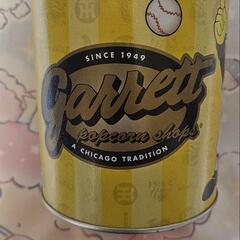 SINCE 1949
Garrett
popcorn shops®
A CHICAGO TRADITION